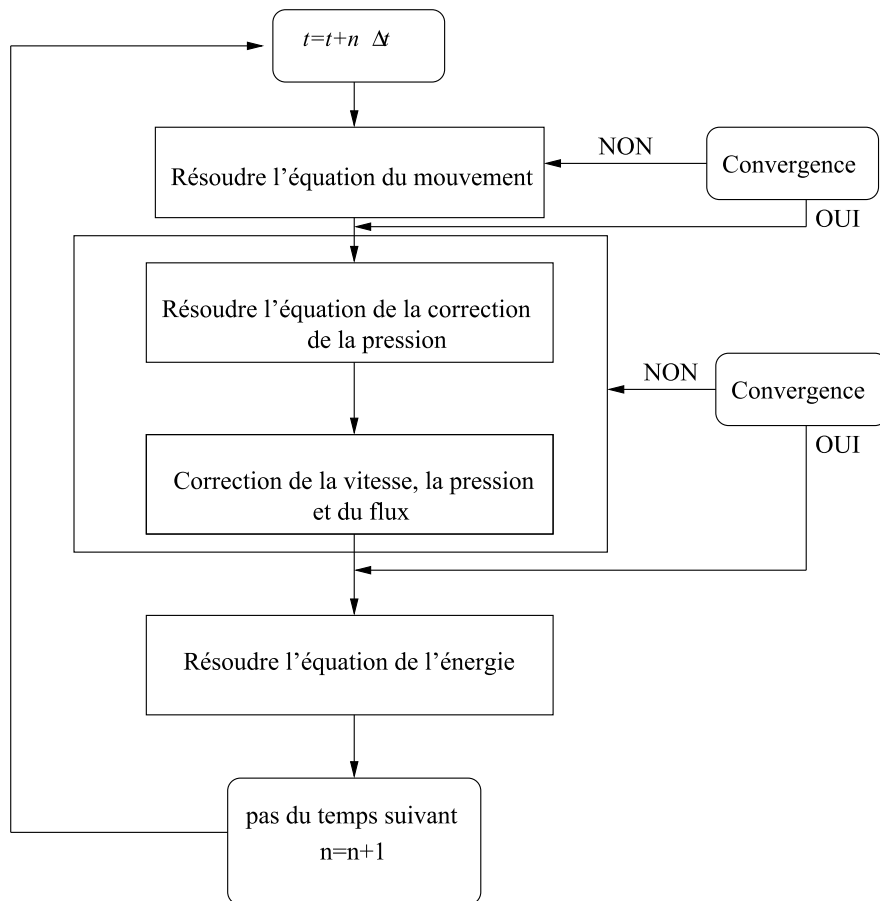 t=t+n Δt
Résoudre l’équation du mouvement
NON
Convergence
OUI
Résoudre l’équation de la correction
de la pression
NON
Convergence
OUI
Correction de la vitesse, la pression
et du flux
Résoudre l’équation de l’énergie
pas du temps suivant
n=n+1